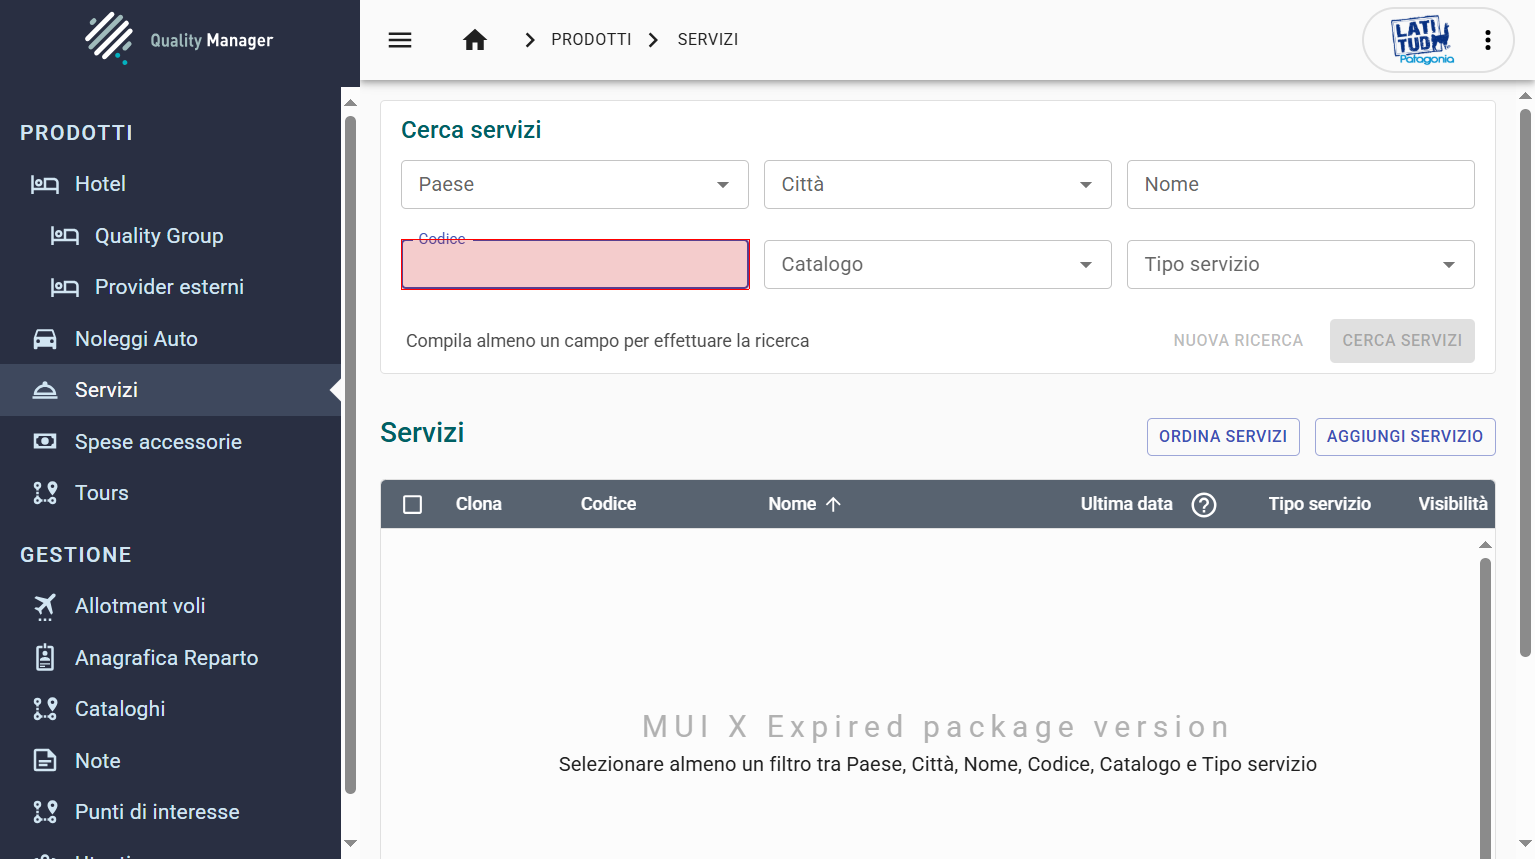 Quality Manager
PRODOTTI
SERVIZI
LATI
TUD
Patagonia
PRODOTTI
Hotel
Quality Group
Provider esterni
Noleggi Auto
Servizi
Spese accessorie
Tours
GESTIONE
Allotment voli
Anagrafica Reparto
Cataloghi
Note
Punti di interesse
Cerca servizi
Paese
Città
Nome
Codice
Catalogo
Tipo servizio
Compila almeno un campo per effettuare la ricerca
NUOVA RICERCA
CERCA SERVIZI
Servizi
ORDINA SERVIZI
AGGIUNGI SERVIZIO
Clona
Codice
Nome
Ultima data
Tipo servizio
Visibilità
MUI X Expired package version
Selezionare almeno un filtro tra Paese, Città, Nome, Codice, Catalogo e Tipo servizio